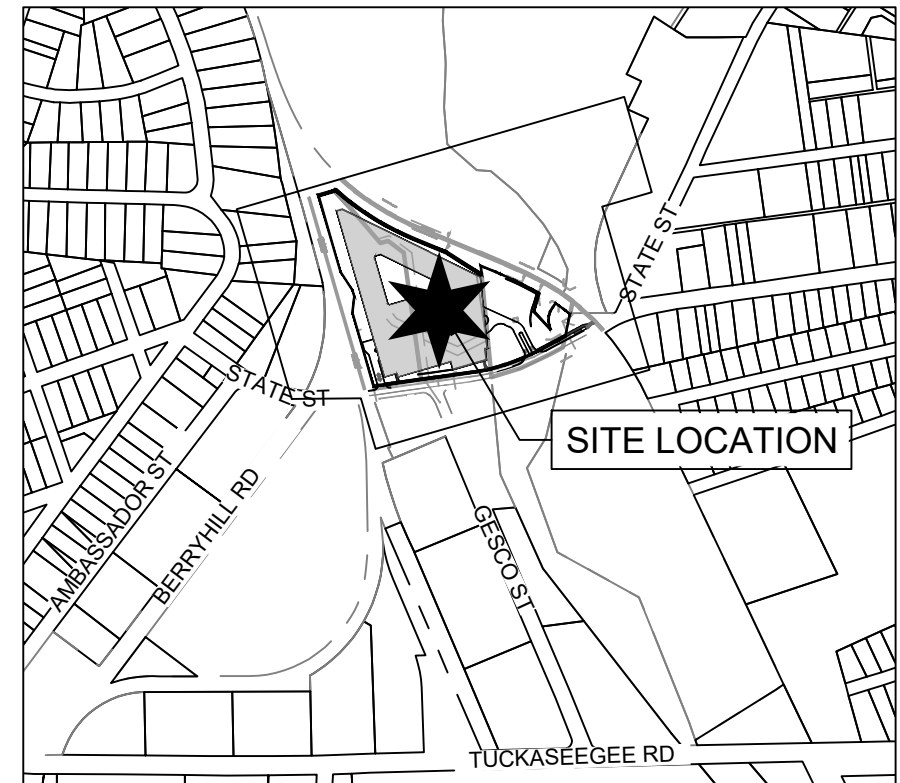 STATE ST
STATE ST
SITE LOCATION
AMBASSADOR ST
BERRYHILL RD
GESCO ST
TUCKASEEGEE RD